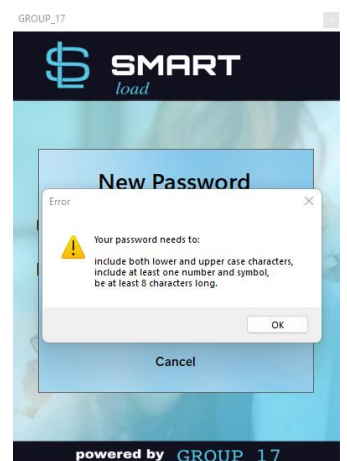 GROUP_17
SMART
load
New Password
Error
Your password needs to:
include both lower and upper case characters,
include at least one number and symbol,
be at least 8 characters long.
OK
Cancel
powered by GROUP 17